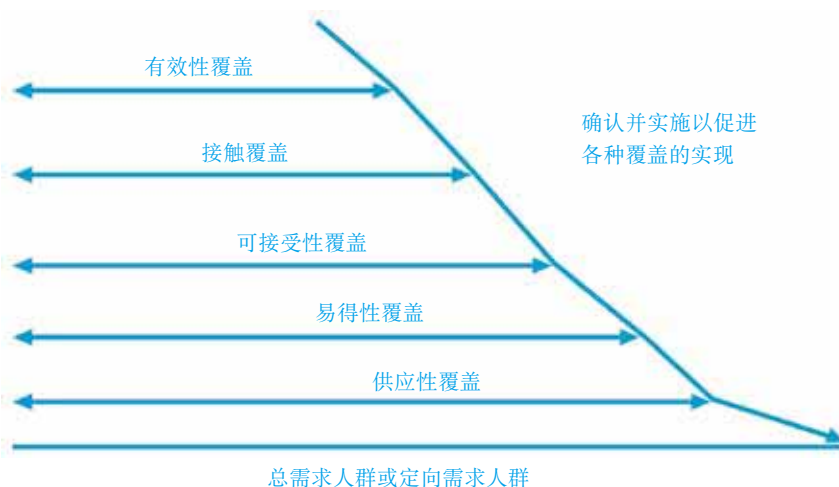 有效性覆盖
确认并实施以促进
各种覆盖的实现
接触覆盖
可接受性覆盖
易得性覆盖
供应性覆盖
总需求人群或定向需求人群